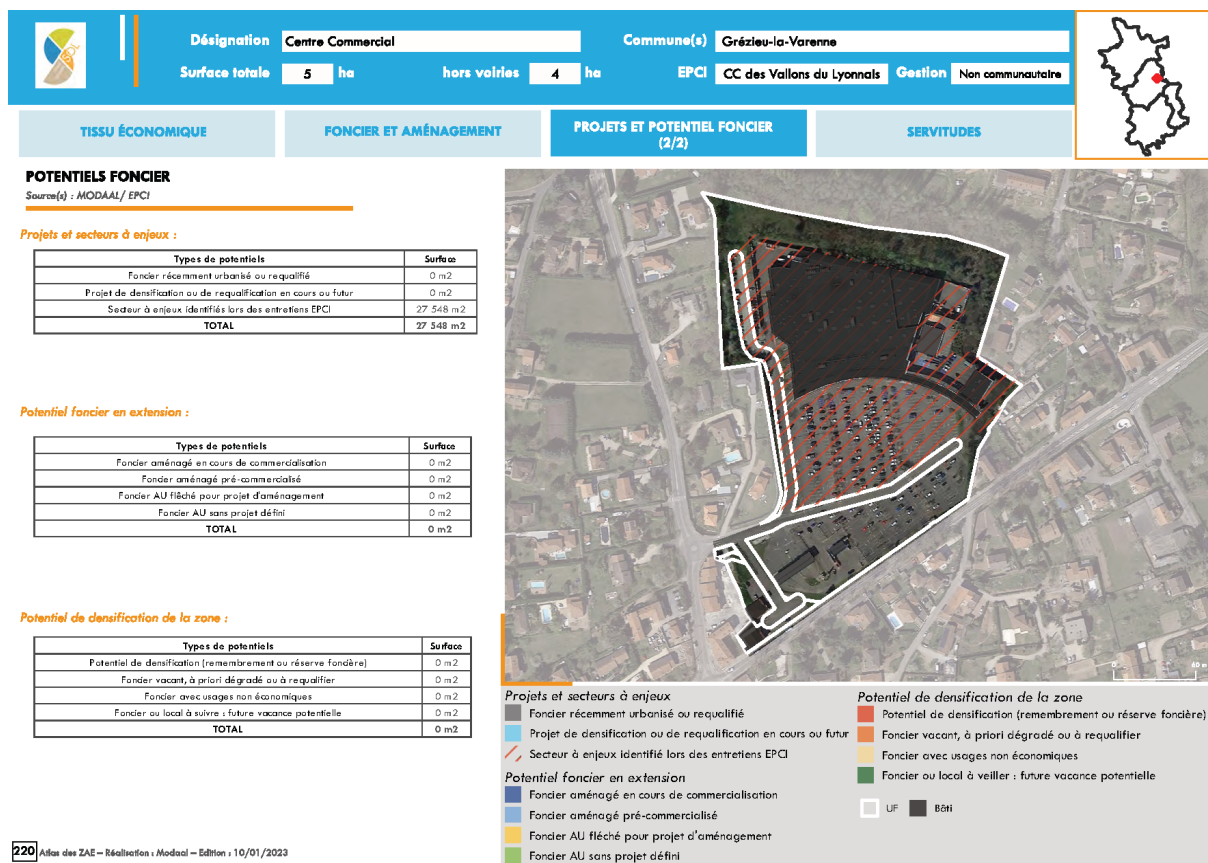 Désignation Centre Commercial Commune(s) Grézieu-la-Varenne
Surface totale 5 ha hors voiries 4 ha EPCI CC des Vallons du Lyonnais Gestion Non communautaire
TISSU ÉCONOMIQUE
FONCIER ET AMÉNAGEMENT
PROJETS ET POTENTIEL FONCIER
(2/2)
SERVITUDES
POTENTIELS FONCIER
Source(s) : MODAAL/ EPCI
Projets et secteurs à enjeux :
Types de potentiels Surface
Foncier récemment urbanisé ou requalifié 0 m2
Projet de densification ou de requalification en cours ou futur 0 m2
Secteur à enjeux identifiés lors des entretiens EPCI 27 548 m2
TOTAL 27 548 m2
Potentiel foncier en extension :
Types de potentiels Surface
Foncier aménagé en cours de commercialisation 0 m2
Foncier aménagé pré-commercialisé 0 m2
Foncier AU flêché pour projet d'aménagement 0 m2
Foncier AU sans projet défini 0 m2
TOTAL 0 m2
Potentiel de densification de la zone :
Types de potentiels Surface
Potentiel de densification (remembrement ou réserve foncière) 0 m2
Foncier vacant, à priori dégradé ou à requalifier 0 m2
Foncier avec usages non économiques 0 m2
Foncier ou local à suivre : future vacance potentielle 0 m2
TOTAL 0 m2
0 60 m
Projets et secteurs à enjeux
Foncier récemment urbanisé ou requalifié
Projet de densification ou de requalification en cours ou futur
Secteur à enjeux identifié lors des entretiens EPCI
Potentiel foncier en extension
Foncier aménagé en cours de commercialisation
Foncier aménagé pré-commercialisé
Foncier AU fléché pour projet d'aménagement
Foncier AU sans projet défini
Potentiel de densification de la zone
Potentiel de densification (remembrement ou réserve foncière)
Foncier vacant, à priori dégradé ou à requalifier
Foncier avec usages non économiques
Foncier ou local à veiller : future vacance potentielle
UF Bâti
220 Atlas des ZAE – Réalisation : Modaal – Edition : 10/01/2023